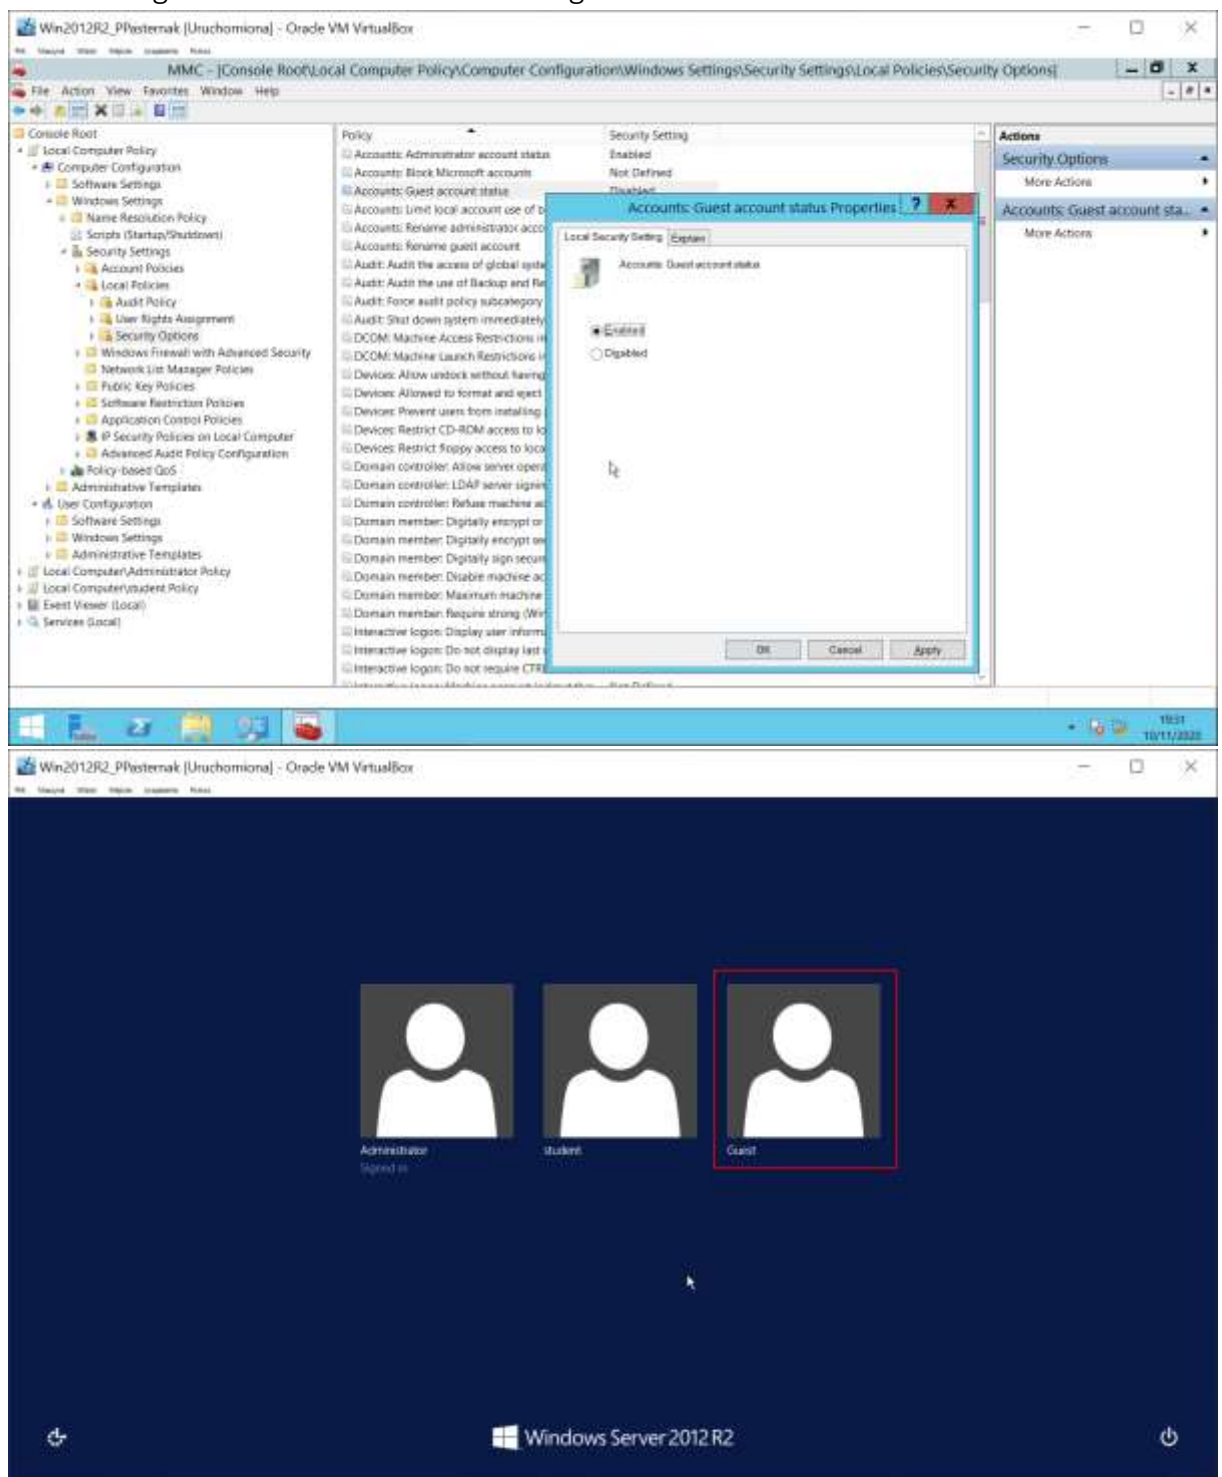 Win2012R2_PPasternak [Uruchomiona] - Oracle VM VirtualBox
MMC - [Console Root\Local Computer Policy\Computer Configuration\Windows Settings\Security Settings\Local Policies\Security Options]
File Action View Favorites Window Help
Console Root
Local Computer Policy
Computer Configuration
Software Settings
Windows Settings
Name Resolution Policy
Scripts (Startup/Shutdown)
Security Settings
Account Policies
Local Policies
Audit Policy
User Rights Assignment
Security Options
Windows Firewall with Advanced Security
Network List Manager Policies
Public Key Policies
Software Restriction Policies
Application Control Policies
IP Security Policies on Local Computer
Advanced Audit Policy Configuration
Policy-based QoS
Administrative Templates
User Configuration
Software Settings
Windows Settings
Administrative Templates
Local Computer\Administrator Policy
Local Computer\student Policy
Event Viewer (Local)
Services (Local)
Policy Security Setting
Accounts: Administrator account status Enabled
Accounts: Block Microsoft accounts Not Defined
Accounts: Guest account status Disabled
Accounts: Limit local account use of b
Accounts: Rename administrator acco
Accounts: Rename guest account
Audit: Audit the access of global syste
Audit: Audit the use of Backup and Re
Audit: Force audit policy subcategory
Audit: Shut down system immediately
DCOM: Machine Access Restrictions in
DCOM: Machine Launch Restrictions in
Devices: Allow undock without having
Devices: Allowed to format and eject
Devices: Prevent users from installing
Devices: Restrict CD-ROM access to lo
Devices: Restrict floppy access to loca
Domain controller: Allow server opera
Domain controller: LDAP server signin
Domain controller: Refuse machine ac
Domain member: Digitally encrypt or
Domain member: Digitally encrypt sec
Domain member: Digitally sign secure
Domain member: Disable machine ac
Domain member: Maximum machine
Domain member: Require strong (Win
Interactive logon: Display user informa
Interactive logon: Do not display last
Interactive logon: Do not require CTRL
Accounts: Guest account status Properties
Local Security Setting Explain
Accounts: Guest account status
Enabled
Disabled
OK Cancel Apply
Actions
Security Options
More Actions
Accounts: Guest account sta...
More Actions
19:31
10/11/2020
Win2012R2_PPasternak [Uruchomiona] - Oracle VM VirtualBox
Administrator
Signed in
student
Guest
Windows Server 2012 R2